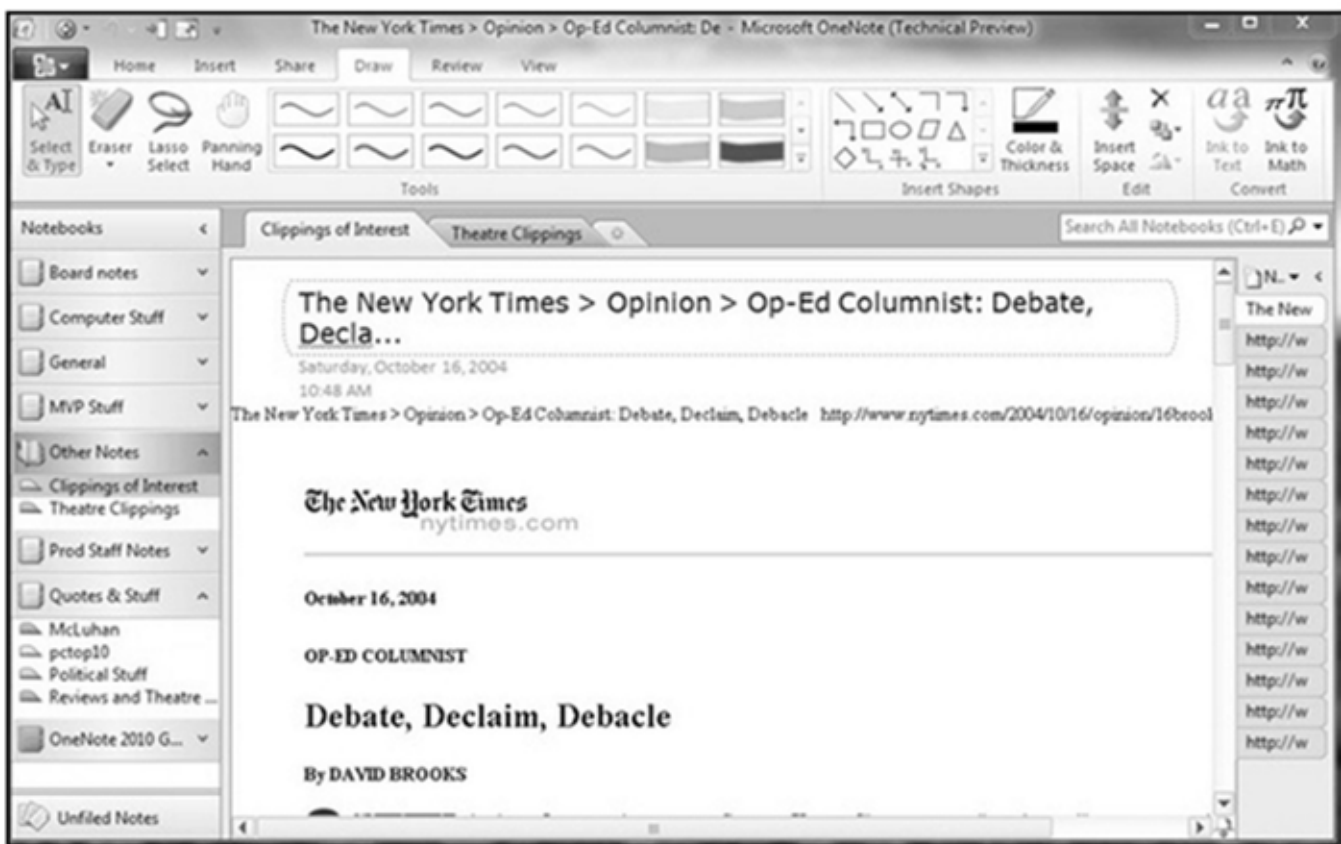 The New York Times > Opinion > Op-Ed Columnist: De - Microsoft OneNote (Technical Preview)
Home Insert Share Draw Review View
Select & Type
Eraser
Lasso Select
Panning Hand
Color & Thickness
Insert Space
Ink to Text
Ink to Math
Tools
Insert Shapes
Edit
Convert
Notebooks
Clippings of Interest
Theatre Clippings
Search All Notebooks (Ctrl+E)
Board notes
Computer Stuff
General
MVP Stuff
Other Notes
Clippings of Interest
Theatre Clippings
Prod Staff Notes
Quotes & Stuff
McLuhan
pctop10
Political Stuff
Reviews and Theatre ...
OneNote 2010 G...
Unfiled Notes
The New York Times > Opinion > Op-Ed Columnist: Debate,
Decla...
Saturday, October 16, 2004
10:48 AM
The New York Times > Opinion > Op-Ed Columnist: Debate, Declaim, Debacle http://www.nytimes.com/2004/10/16/opinion/16brool
The New York Times
nytimes.com
October 16, 2004
OP-ED COLUMNIST
Debate, Declaim, Debacle
By DAVID BROOKS
N...
The New
http://w
http://w
http://w
http://w
http://w
http://w
http://w
http://w
http://w
http://w
http://w
http://w
http://w
http://w